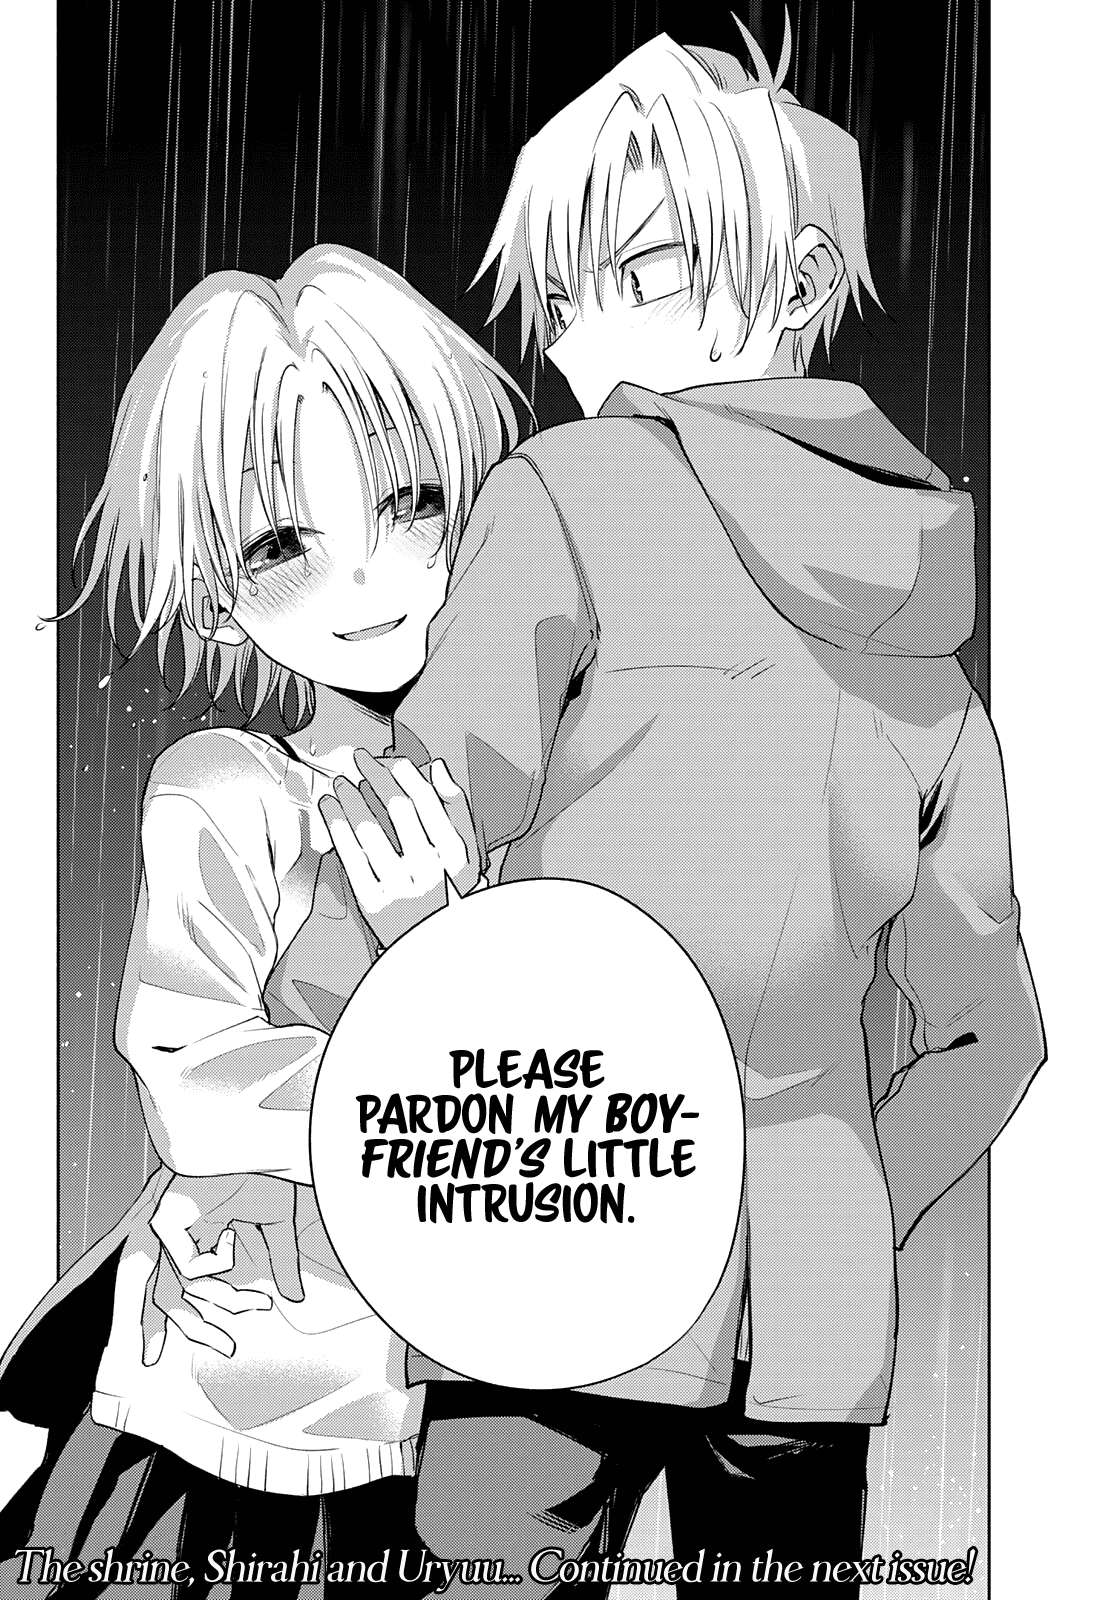 PLEASE
PARDON MY BOY-
FRIEND'S LITTLE
INTRUSION.
The shrine, Shirahi and Uryuu... Continued in the next issue!